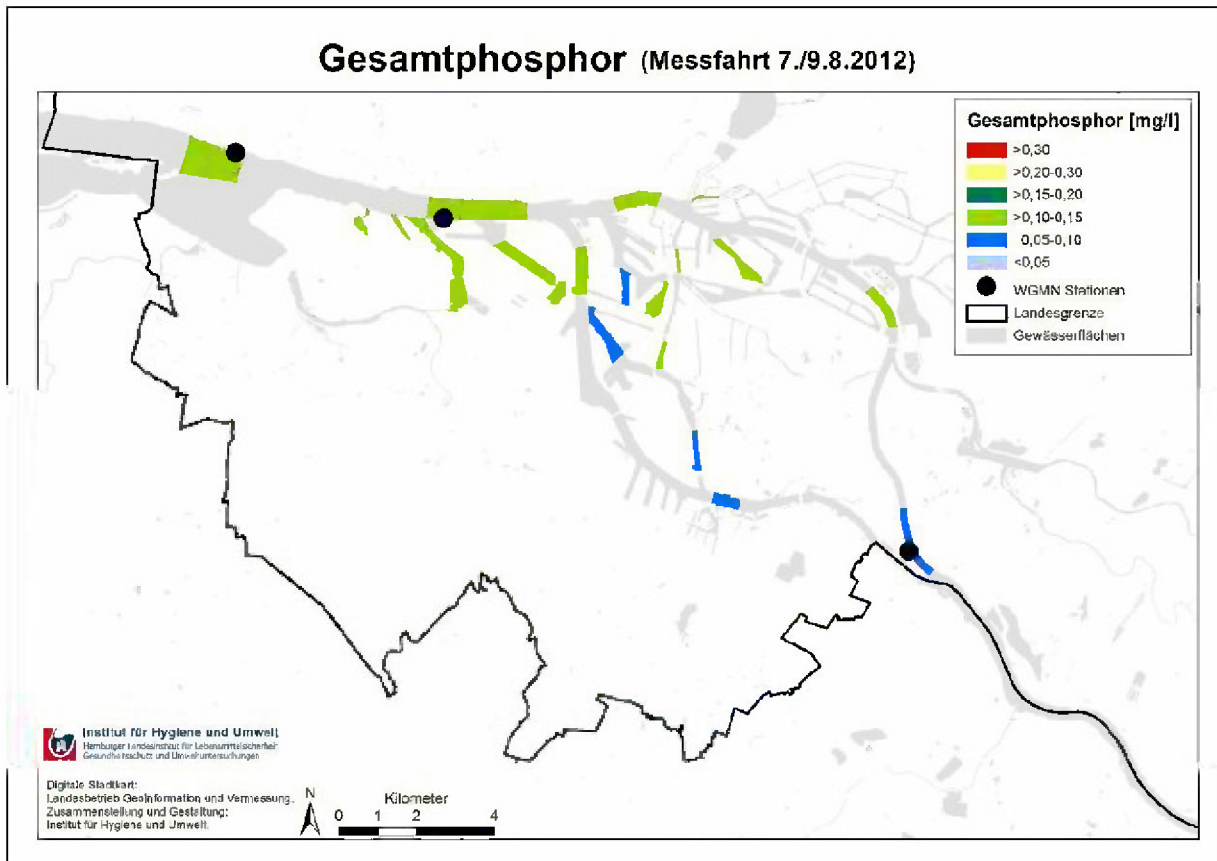 Gesamtphosphor (Messfahrt 7./9.8.2012)
Gesamtphosphor [mg/l]
>0,30
>0,20-0,30
>0,15-0,20
>0,10-0,15
0,05-0,10
<0,05
WGMN Stationen
Landesgrenze
Gewässerflächen
Institut für Hygiene und Umwelt
Hamburger Landesinstitut für Lebensmittelsicherheit
Gesundheitsschutz und Umweltuntersuchungen
Digitale Stadtkart:
Landesbetrieb GeoInformation und Vermessung.
Zusammenstellung und Gestaltung:
Institut für Hygiene und Umwelt
N
Kilometer
0 1 2 4